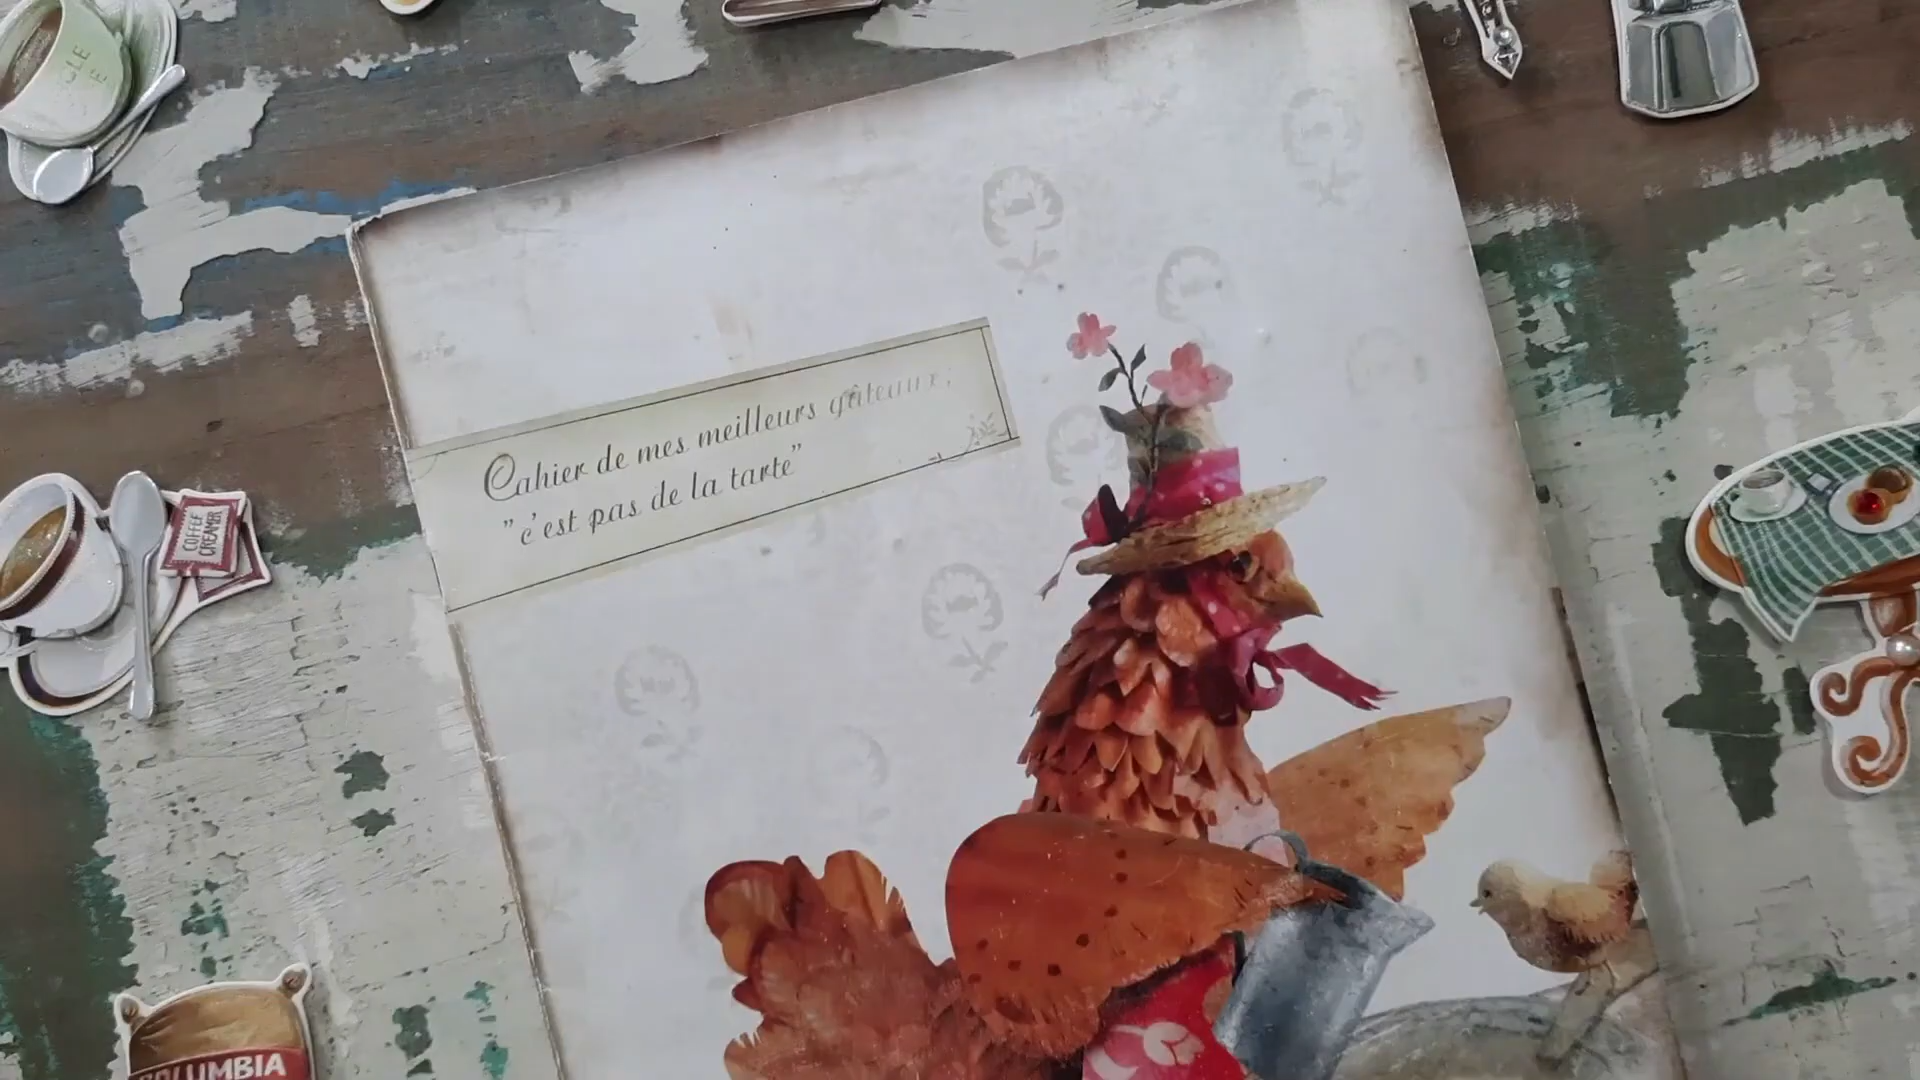 Cahier de mes meilleurs gâteaux,
"c'est pas de la tarte"
COFFEE
CREAMER
COLUMBIA